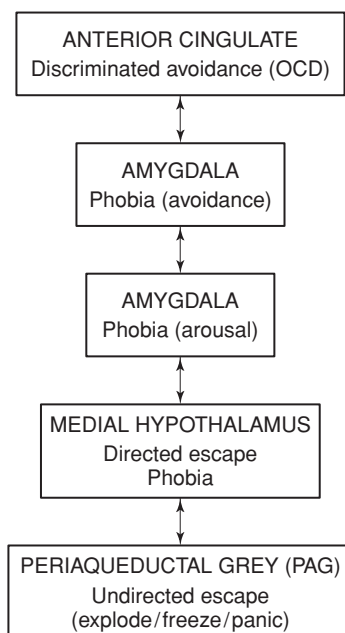 ANTERIOR CINGULATE
Discriminated avoidance (OCD)
AMYGDALA
Phobia (avoidance)
AMYGDALA
Phobia (arousal)
MEDIAL HYPOTHALAMUS
Directed escape
Phobia
PERIAQUEDUCTAL GREY (PAG)
Undirected escape
(explode/freeze/panic)